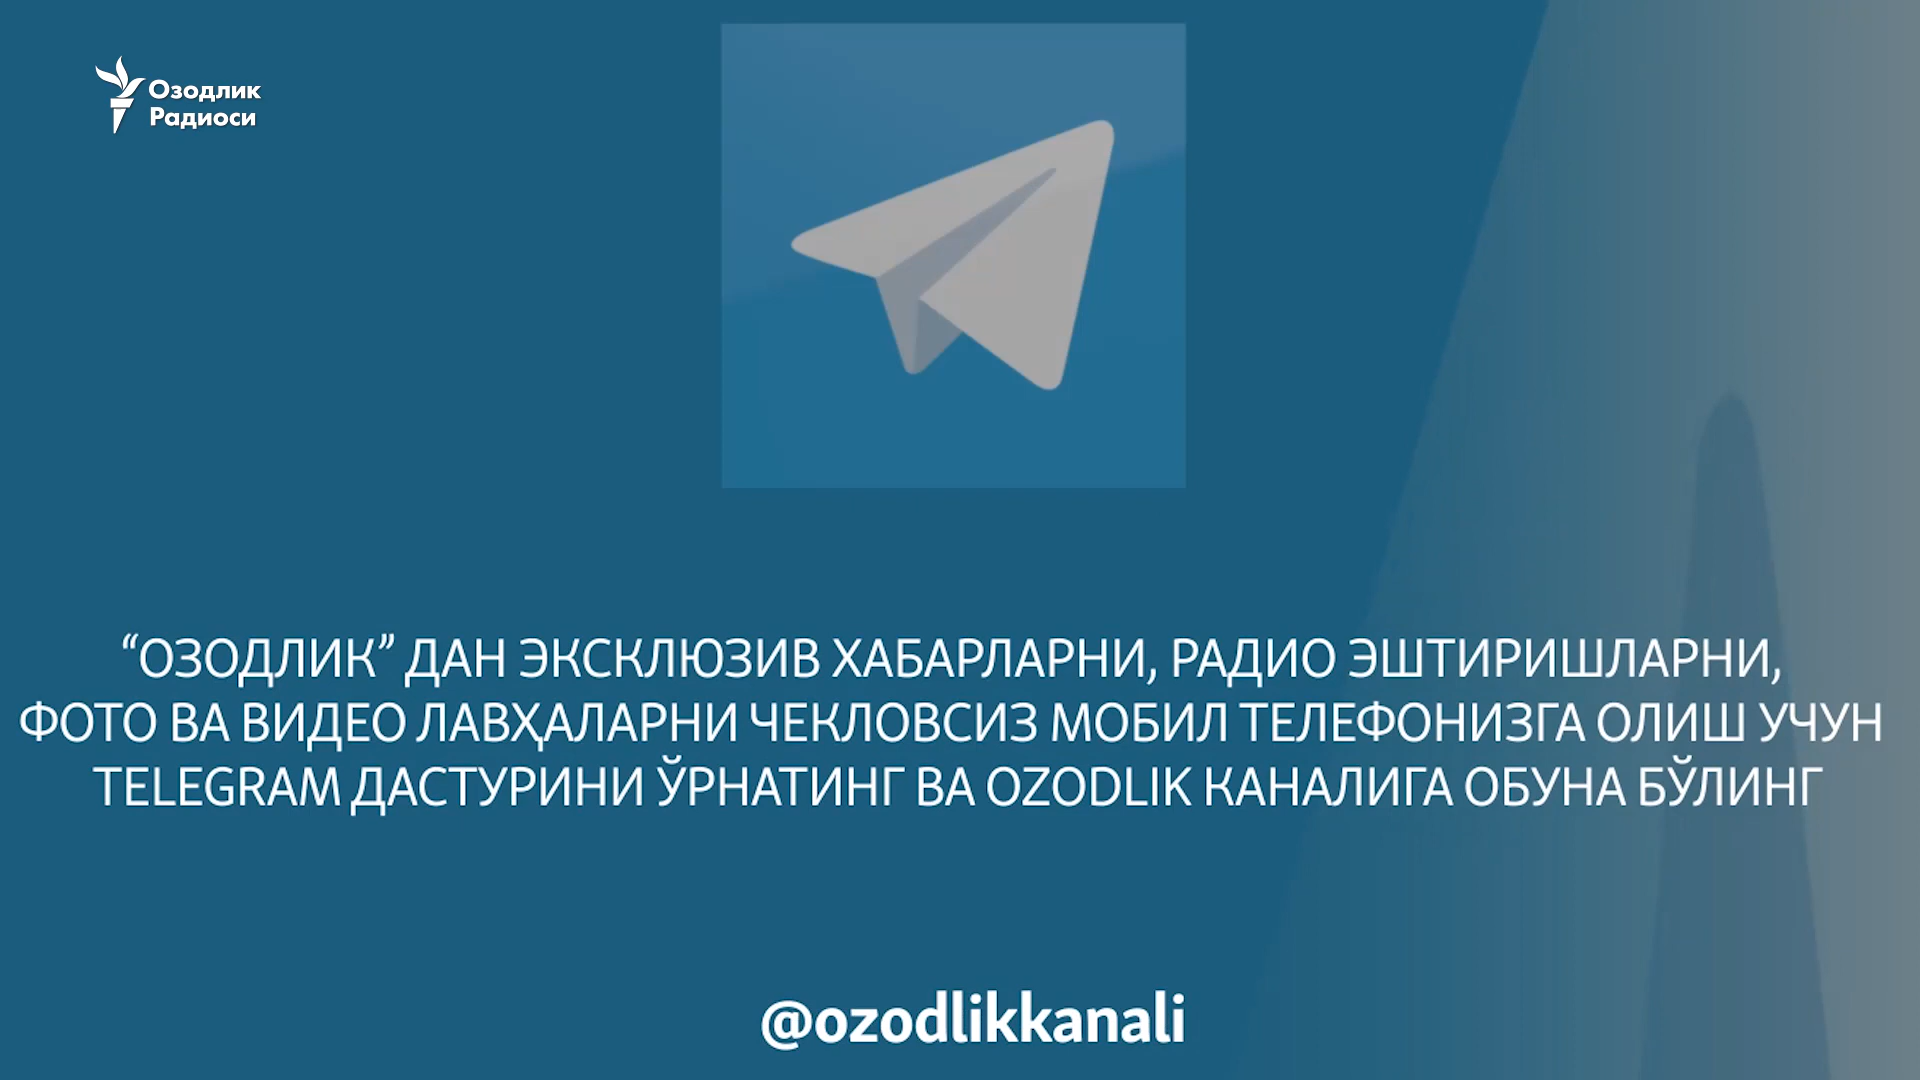 Озодлик
Радиоси
“ОЗОДЛИК” ДАН ЭКСКЛЮЗИВ ХАБАРЛАРНИ, РАДИО ЭШТИРИШЛАРНИ,
ФОТО ВА ВИДЕО ЛАВҲАЛАРНИ ЧЕКЛОВСИЗ МОБИЛ ТЕЛЕФОНИЗГА ОЛИШ УЧУН
TELEGRAM ДАСТУРИНИ ЎРНАТИНГ ВА OZODLIK КАНАЛИГА ОБУНА БЎЛИНГ
@ozodlikkanali